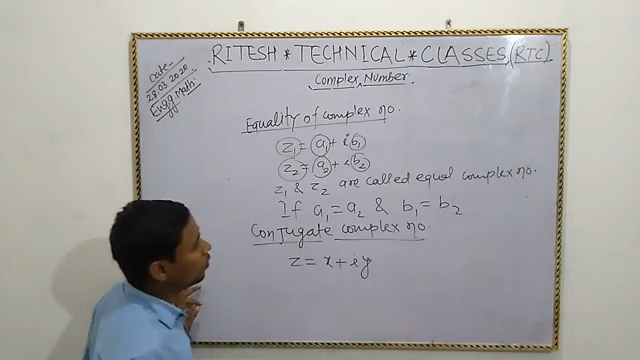 RITESH * TECHNICAL * CLASSES (RTC)
Complex Number
Date-
28.03.2020
Engg. Math.
Equality of complex no.
z₁ = a₁ + ib₁
z₂ = a₂ + ib₂
z₁ & z₂ are called equal complex no.
If a₁ = a₂ & b₁ = b₂
Conjugate complex no.
z = x + iy